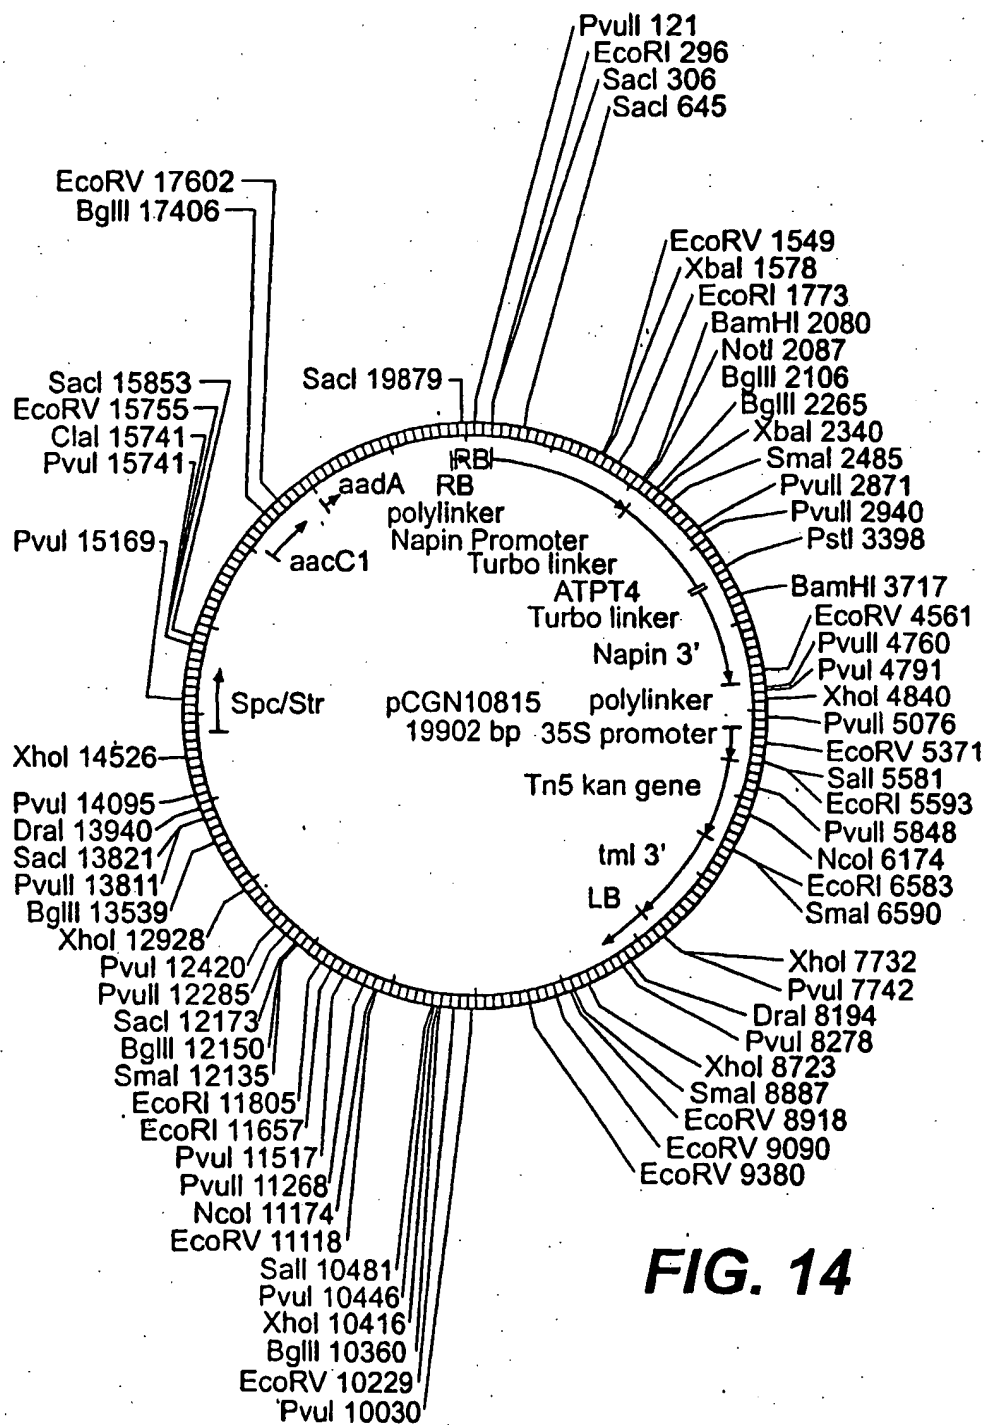 PvuII 121
EcoRI 296
SacI 306
SacI 645
EcoRV 17602
BglII 17406
EcoRV 1549
XbaI 1578
EcoRI 1773
BamHI 2080
NotI 2087
BglII 2106
BglII 2265
XbaI 2340
SmaI 2485
PvuII 2871
PvuII 2940
PstI 3398
BamHI 3717
EcoRV 4561
PvuII 4760
PvuI 4791
XhoI 4840
PvuII 5076
EcoRV 5371
SalI 5581
EcoRI 5593
PvuII 5848
NcoI 6174
EcoRI 6583
SmaI 6590
XhoI 7732
PvuI 7742
DraI 8194
PvuI 8278
XhoI 8723
SmaI 8887
EcoRV 8918
EcoRV 9090
EcoRV 9380
SacI 19879
SacI 15853
EcoRV 15755
ClaI 15741
PvuI 15741
PvuI 15169
XhoI 14526
PvuI 14095
DraI 13940
SacI 13821
PvuII 13811
BglII 13539
XhoI 12928
PvuI 12420
PvuII 12285
SacI 12173
BglII 12150
SmaI 12135
EcoRI 11805
EcoRI 11657
PvuI 11517
PvuII 11268
NcoI 11174
EcoRV 11118
SalI 10481
PvuI 10446
XhoI 10416
BglII 10360
EcoRV 10229
PvuI 10030
RB
aadA
RB
polylinker
Napin Promoter
Turbo linker
aacC1
ATPT4
Turbo linker
Napin 3'
Spc/Str
pCGN10815
19902 bp
polylinker
35S promoter
Tn5 kan gene
tml 3'
LB
FIG. 14